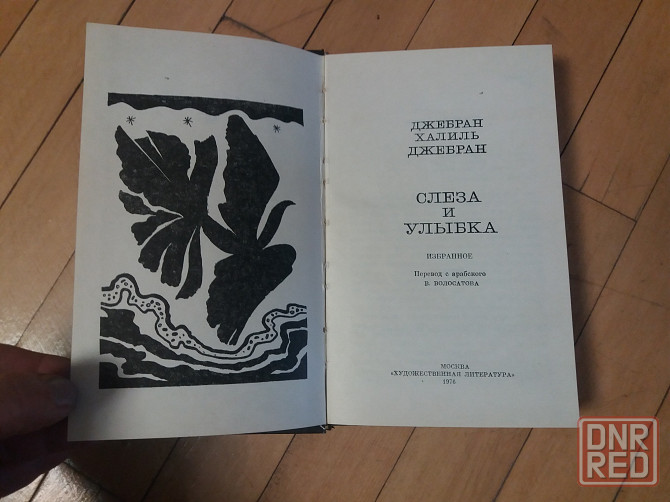 ДЖЕБРАН
ХАЛИЛЬ
ДЖЕБРАН
СЛЕЗА
И
УЛЫБКА
ИЗБРАННОЕ
Перевод с арабского
В. ВОЛОСАТОВА
МОСКВА
«ХУДОЖЕСТВЕННАЯ ЛИТЕРАТУРА»
1976
DNR
RED